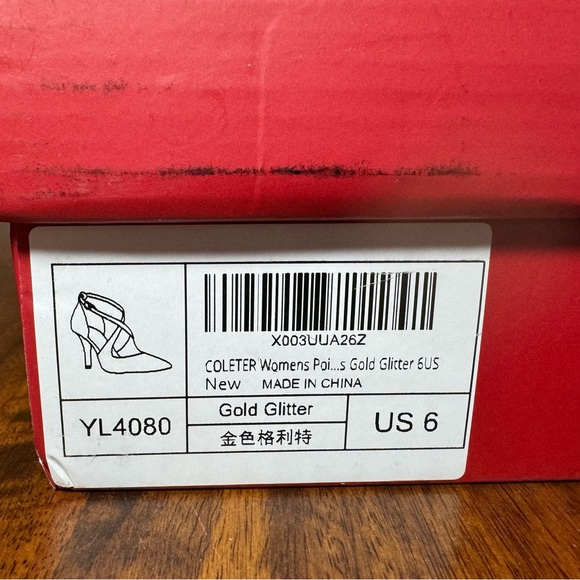 X003UUA26Z
COLETER Womens Poi...s Gold Glitter 6US
New MADE IN CHINA
YL4080
Gold Glitter
金色格利特
US 6